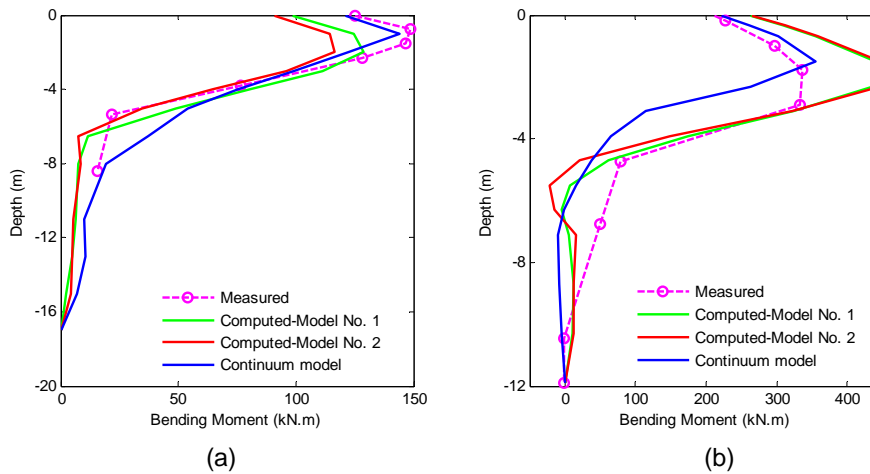 0
-4
-8
-12
-16
-20
0
50
100
150
Depth (m)
Bending Moment (kN.m)
Measured
Computed-Model No. 1
Computed-Model No. 2
Continuum model
(a)
0
-4
-8
-12
0
100
200
300
400
Depth (m)
Bending Moment (kN.m)
Measured
Computed-Model No. 1
Computed-Model No. 2
Continuum model
(b)